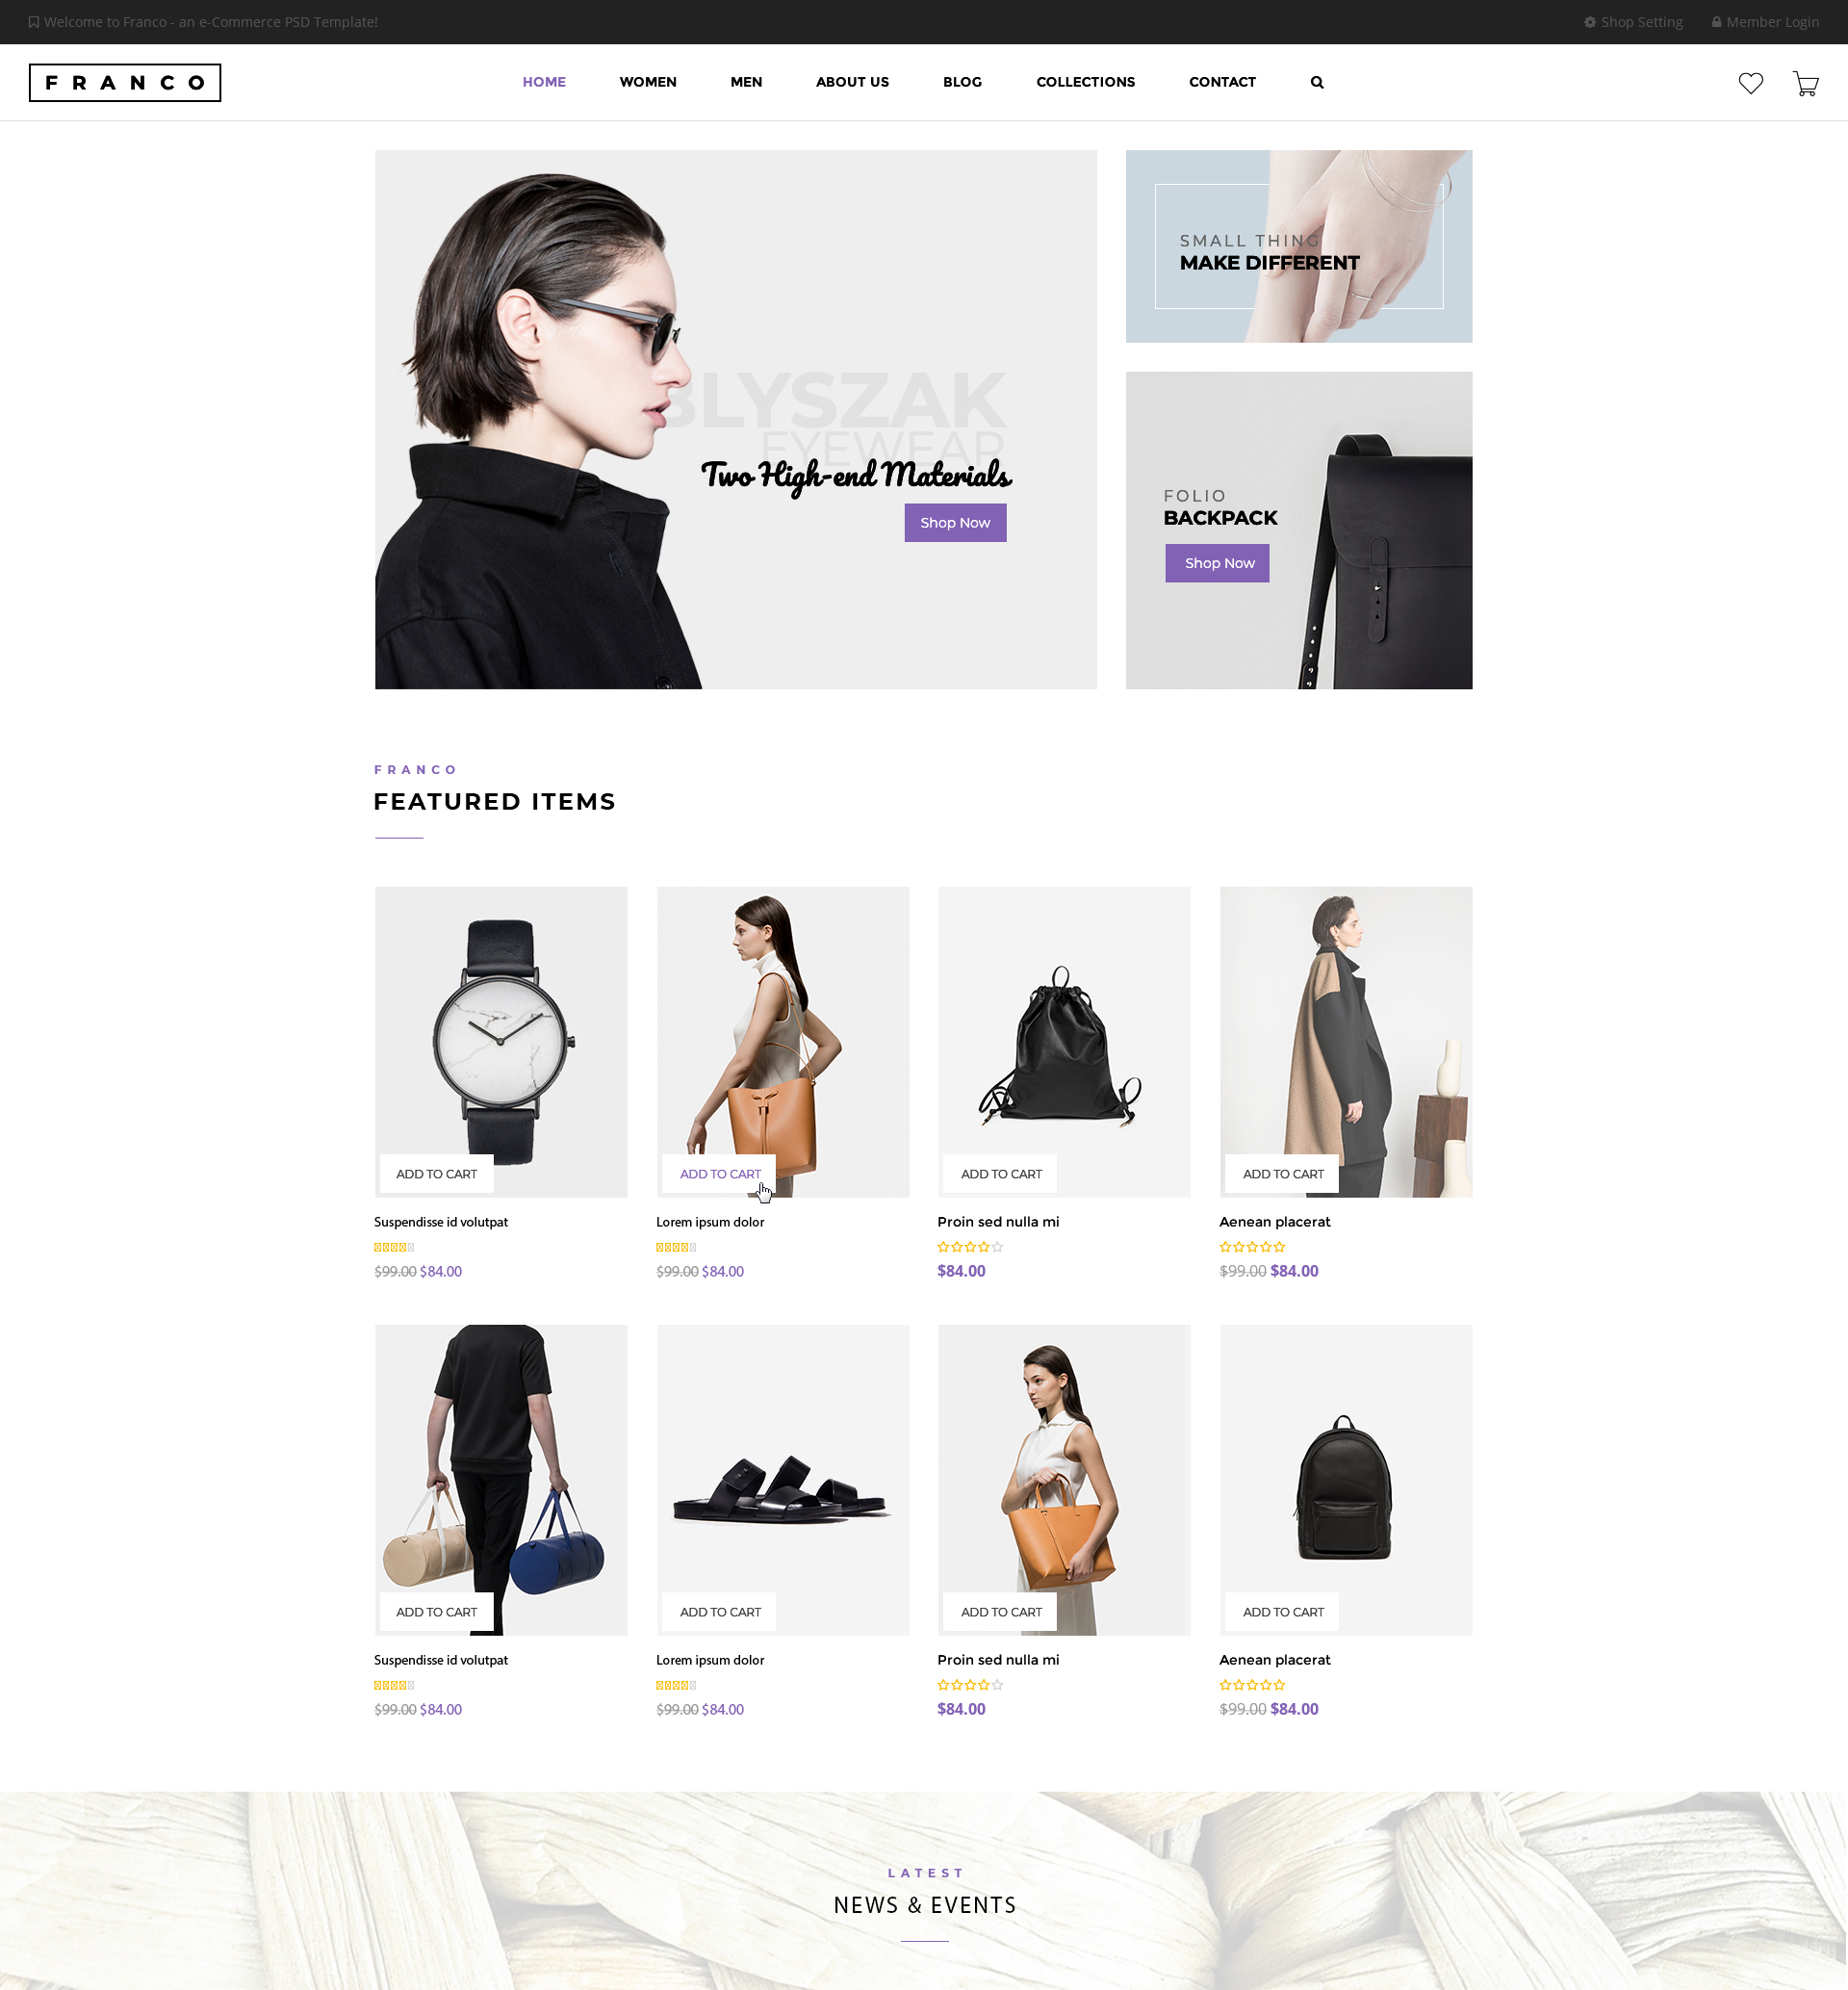 Welcome to Franco - an e-Commerce PSD Template!
Shop Setting
Member Login
FRANCO
HOME
WOMEN
MEN
ABOUT US
BLOG
COLLECTIONS
CONTACT
BLYSZAK
EYEWEAR
Two High-end Materials
Shop Now
SMALL THING
MAKE DIFFERENT
FOLIO
BACKPACK
Shop Now
FRANCO
FEATURED ITEMS
ADD TO CART
ADD TO CART
ADD TO CART
ADD TO CART
Suspendisse id volutpat
Lorem ipsum dolor
Proin sed nulla mi
Aenean placerat
$99.00 $84.00
$99.00 $84.00
$84.00
$99.00 $84.00
ADD TO CART
ADD TO CART
ADD TO CART
ADD TO CART
Suspendisse id volutpat
Lorem ipsum dolor
Proin sed nulla mi
Aenean placerat
$99.00 $84.00
$99.00 $84.00
$84.00
$99.00 $84.00
LATEST
NEWS & EVENTS